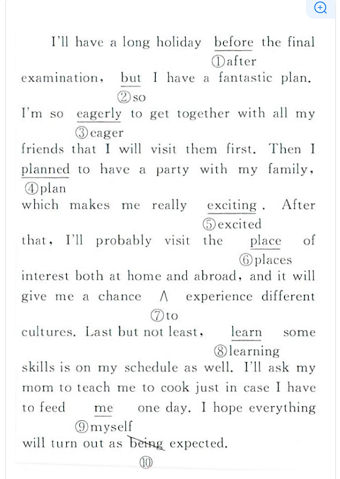 I'll have a long holiday before the final
①after
examination, but I have a fantastic plan.
②so
I'm so eagerly to get together with all my
③eager
friends that I will visit them first. Then I
planned to have a party with my family,
④plan
which makes me really exciting. After
⑤excited
that, I'll probably visit the place of
⑥places
interest both at home and abroad, and it will
give me a chance ∧ experience different
⑦to
cultures. Last but not least, learn some
⑧learning
skills is on my schedule as well. I'll ask my
mom to teach me to cook just in case I have
to feed me one day. I hope everything
⑨myself
will turn out as being expected.
⑩